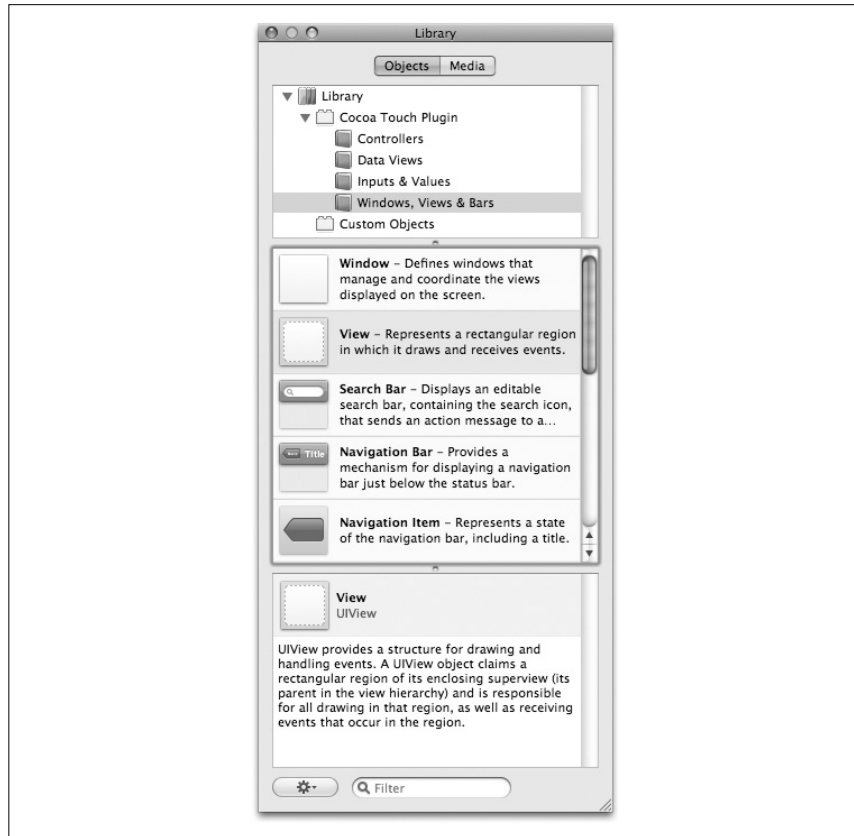 Library
Objects Media
Library
Cocoa Touch Plugin
Controllers
Data Views
Inputs & Values
Windows, Views & Bars
Custom Objects
Window – Defines windows that
manage and coordinate the views
displayed on the screen.
View – Represents a rectangular region
in which it draws and receives events.
Search Bar – Displays an editable
search bar, containing the search icon,
that sends an action message to a...
Title
Navigation Bar – Provides a
mechanism for displaying a navigation
bar just below the status bar.
Navigation Item – Represents a state
of the navigation bar, including a title.
View
UIView
UIView provides a structure for drawing and
handling events. A UIView object claims a
rectangular region of its enclosing superview (its
parent in the view hierarchy) and is responsible
for all drawing in that region, as well as receiving
events that occur in the region.
Filter